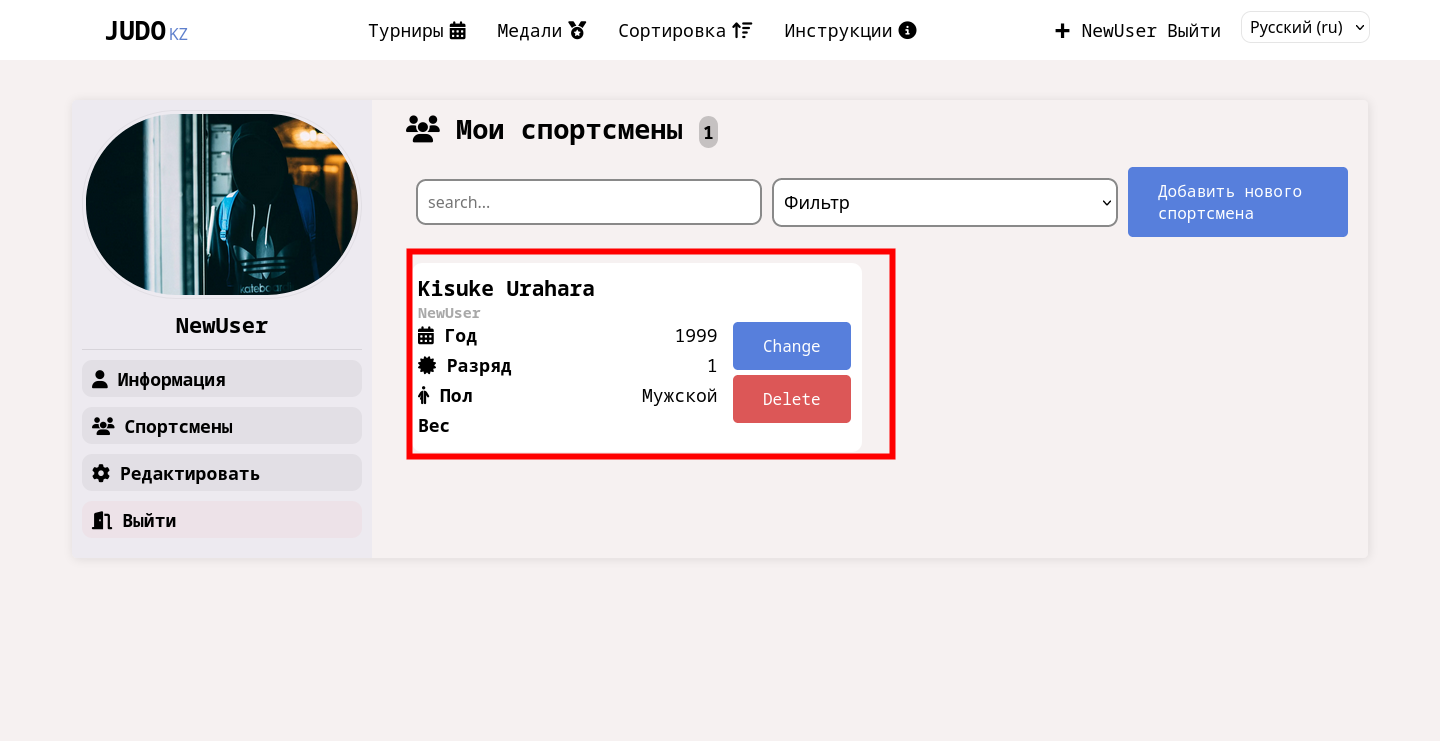 JUDO KZ Турниры Медали Сортировка Инструкции NewUser Выйти Русский (ru)
Мои спортсмены 1
search... Фильтр Добавить нового
спортсмена
NewUser
Информация
Спортсмены
Редактировать
Выйти
Kisuke Urahara
NewUser
Год 1999
Разряд 1
Пол Мужской
Вес
Change
Delete